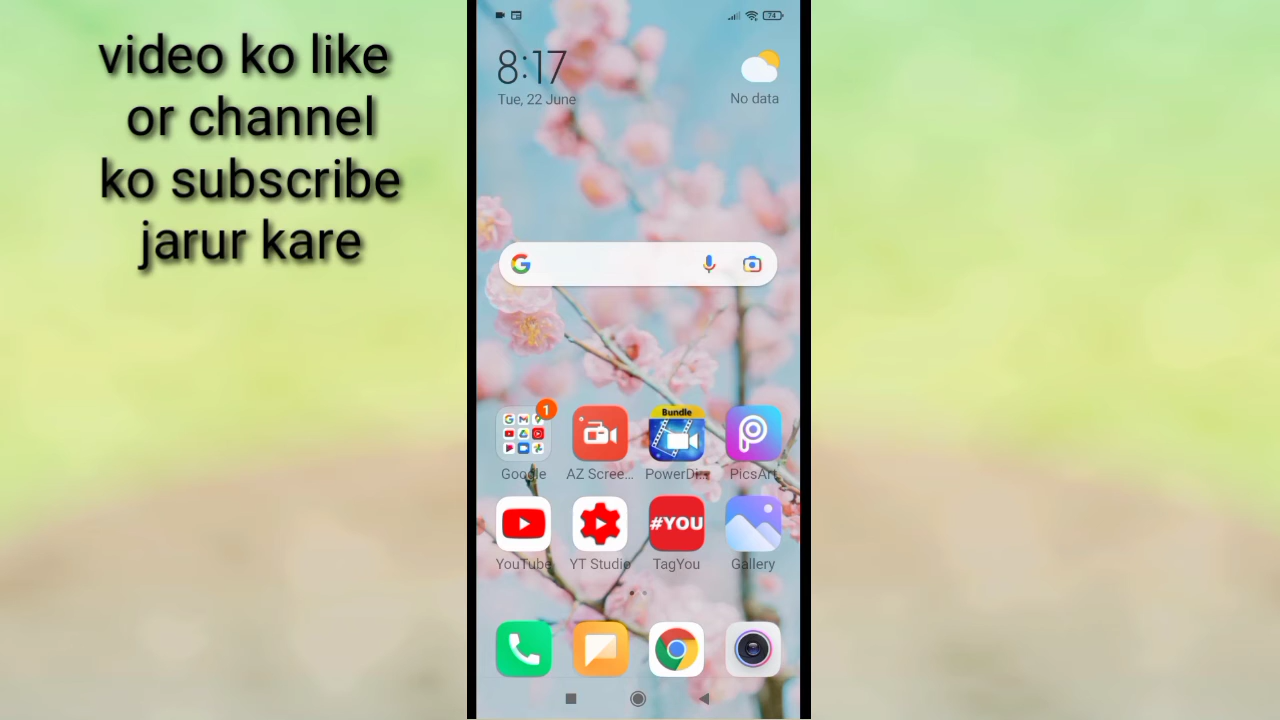 video ko like
or channel
ko subscribe
jarur kare
74
8:17
Tue, 22 June
No data
1
Bundle
Google
AZ Scree...
PowerDi...
PicsArt
#YOU
YouTube
YT Studio
TagYou
Gallery